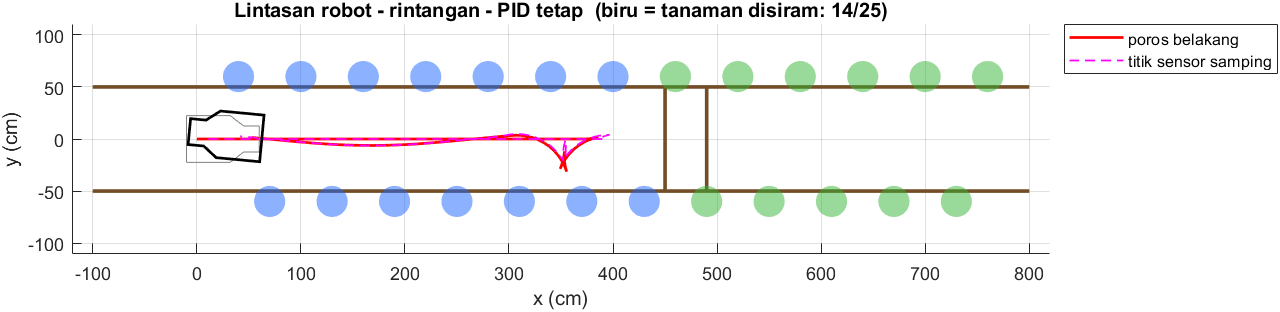 Lintasan robot - rintangan - PID tetap (biru = tanaman disiram: 14/25)
poros belakang
titik sensor samping
100
50
0
-50
-100
y (cm)
-100 0 100 200 300 400 500 600 700 800
x (cm)